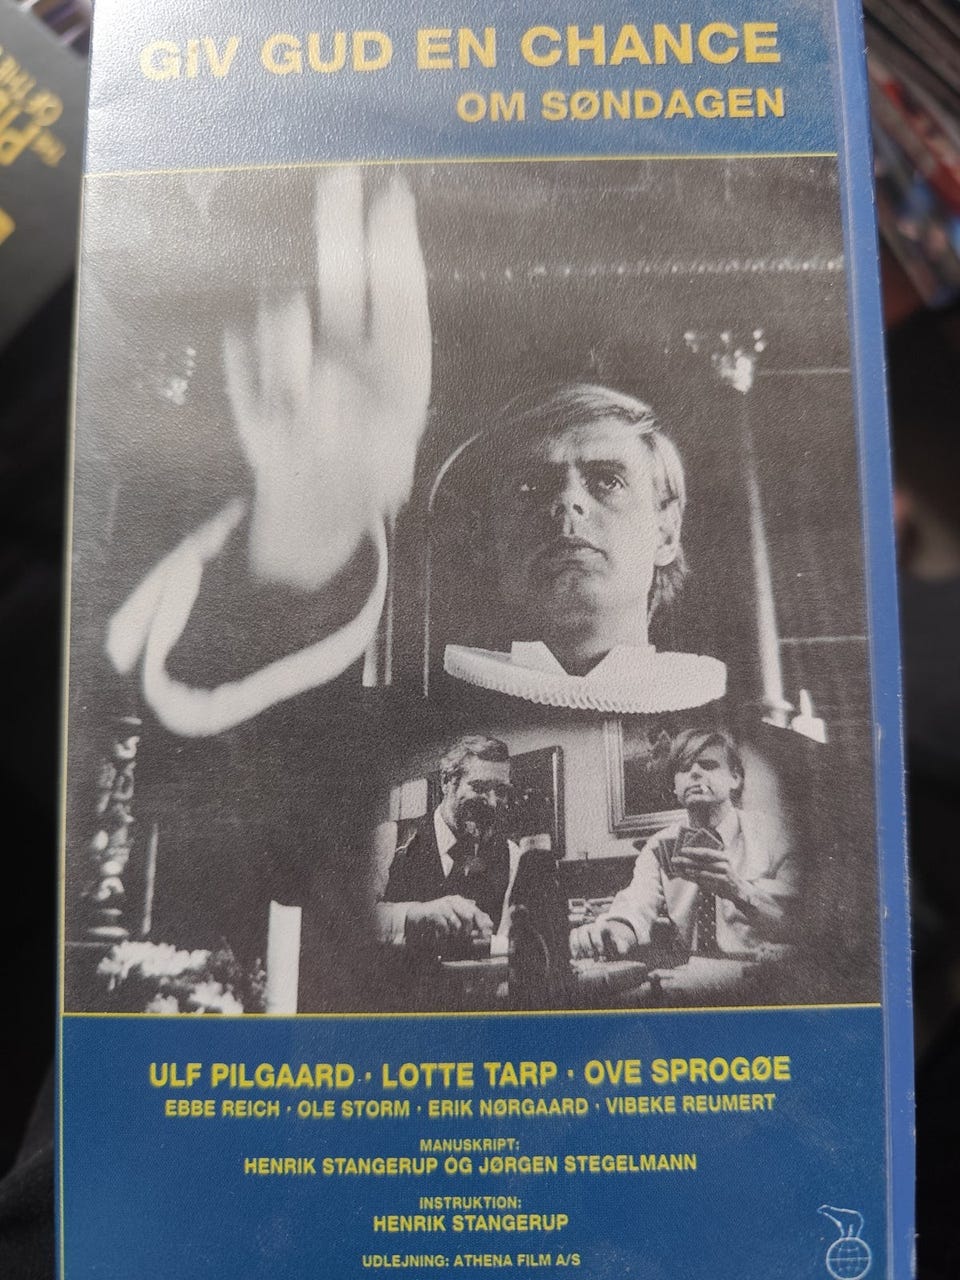 GiV GUD EN CHANCE
OM SØNDAGEN
ULF PILGAARD · LOTTE TARP · OVE SPROGØE
EBBE REICH · OLE STORM · ERIK NØRGAARD · VIBEKE REUMERT
MANUSKRIPT:
HENRIK STANGERUP OG JØRGEN STEGELMANN
INSTRUKTION:
HENRIK STANGERUP
UDLEJNING: ATHENA FILM A/S